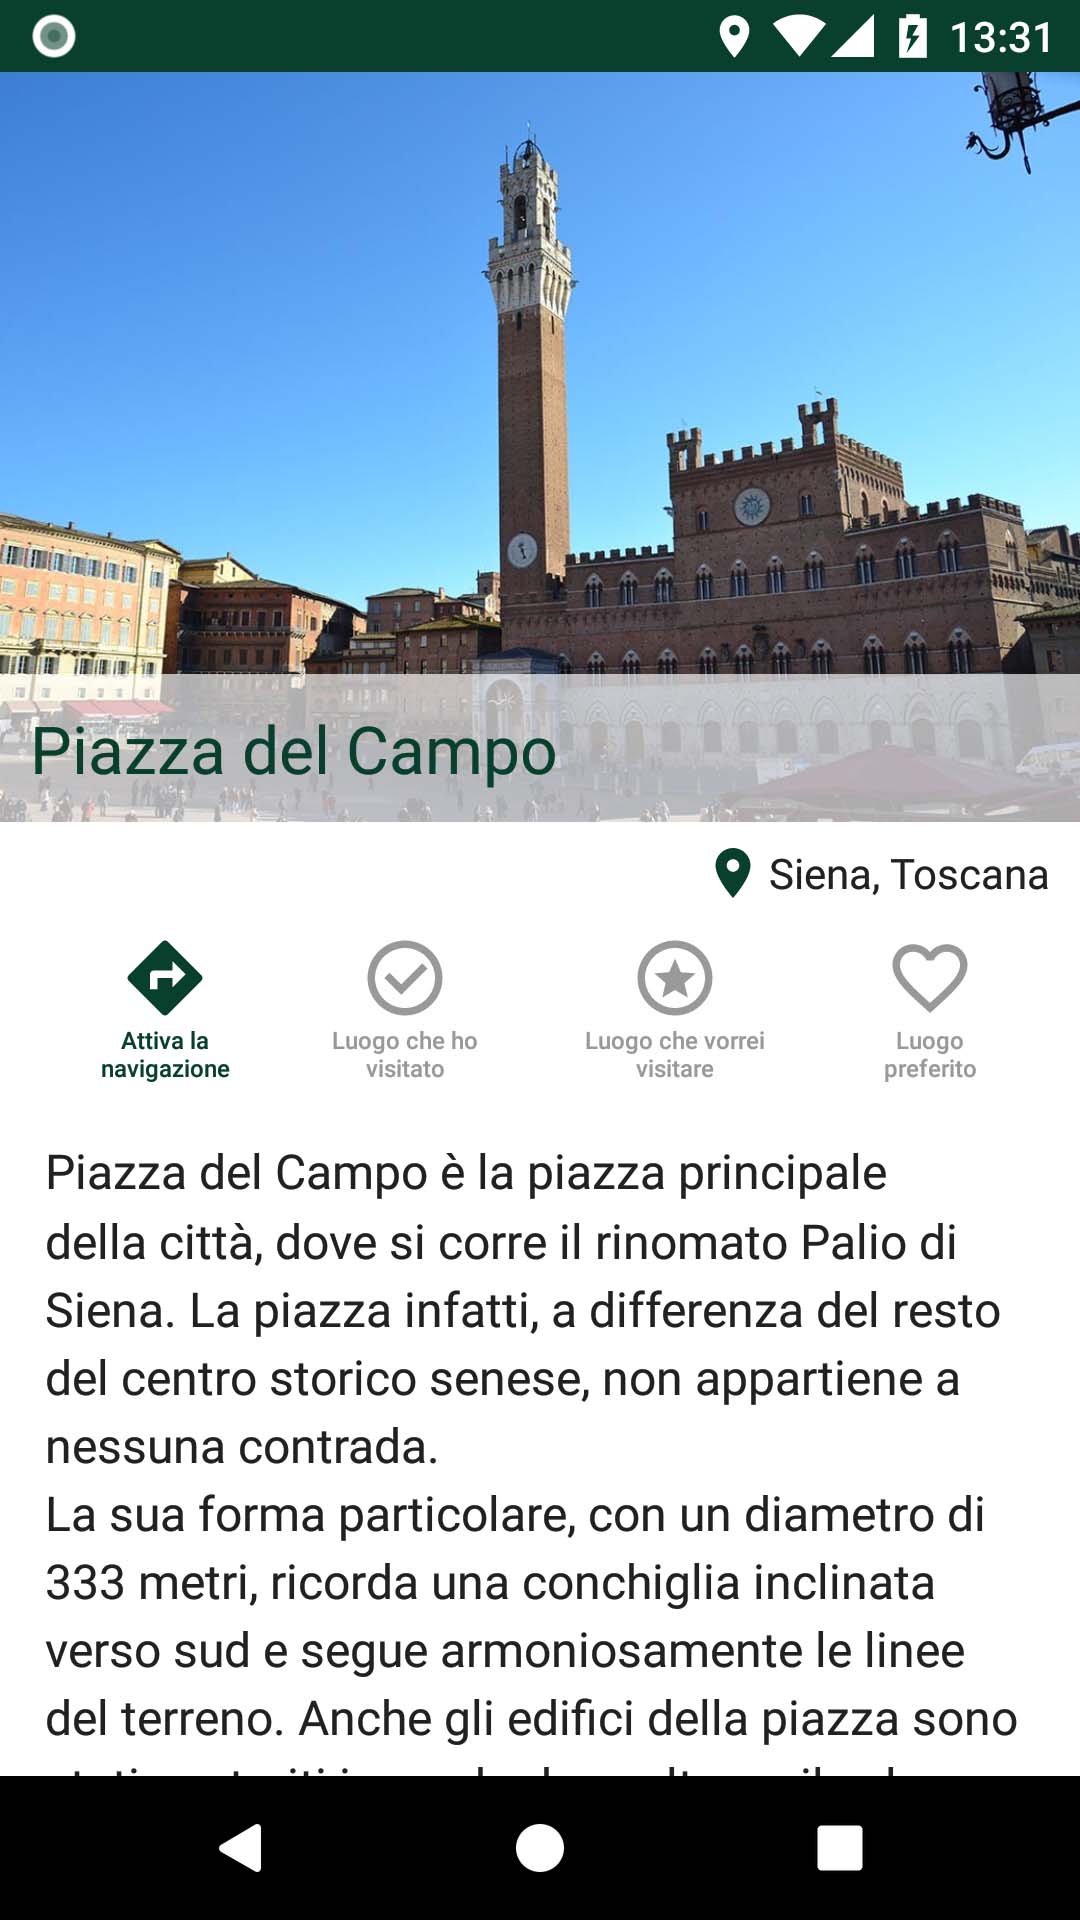 13:31
Piazza del Campo
Siena, Toscana
Attiva la
navigazione
Luogo che ho
visitato
Luogo che vorrei
visitare
Luogo
preferito
Piazza del Campo è la piazza principale
della città, dove si corre il rinomato Palio di
Siena. La piazza infatti, a differenza del resto
del centro storico senese, non appartiene a
nessuna contrada.
La sua forma particolare, con un diametro di
333 metri, ricorda una conchiglia inclinata
verso sud e segue armoniosamente le linee
del terreno. Anche gli edifici della piazza sono